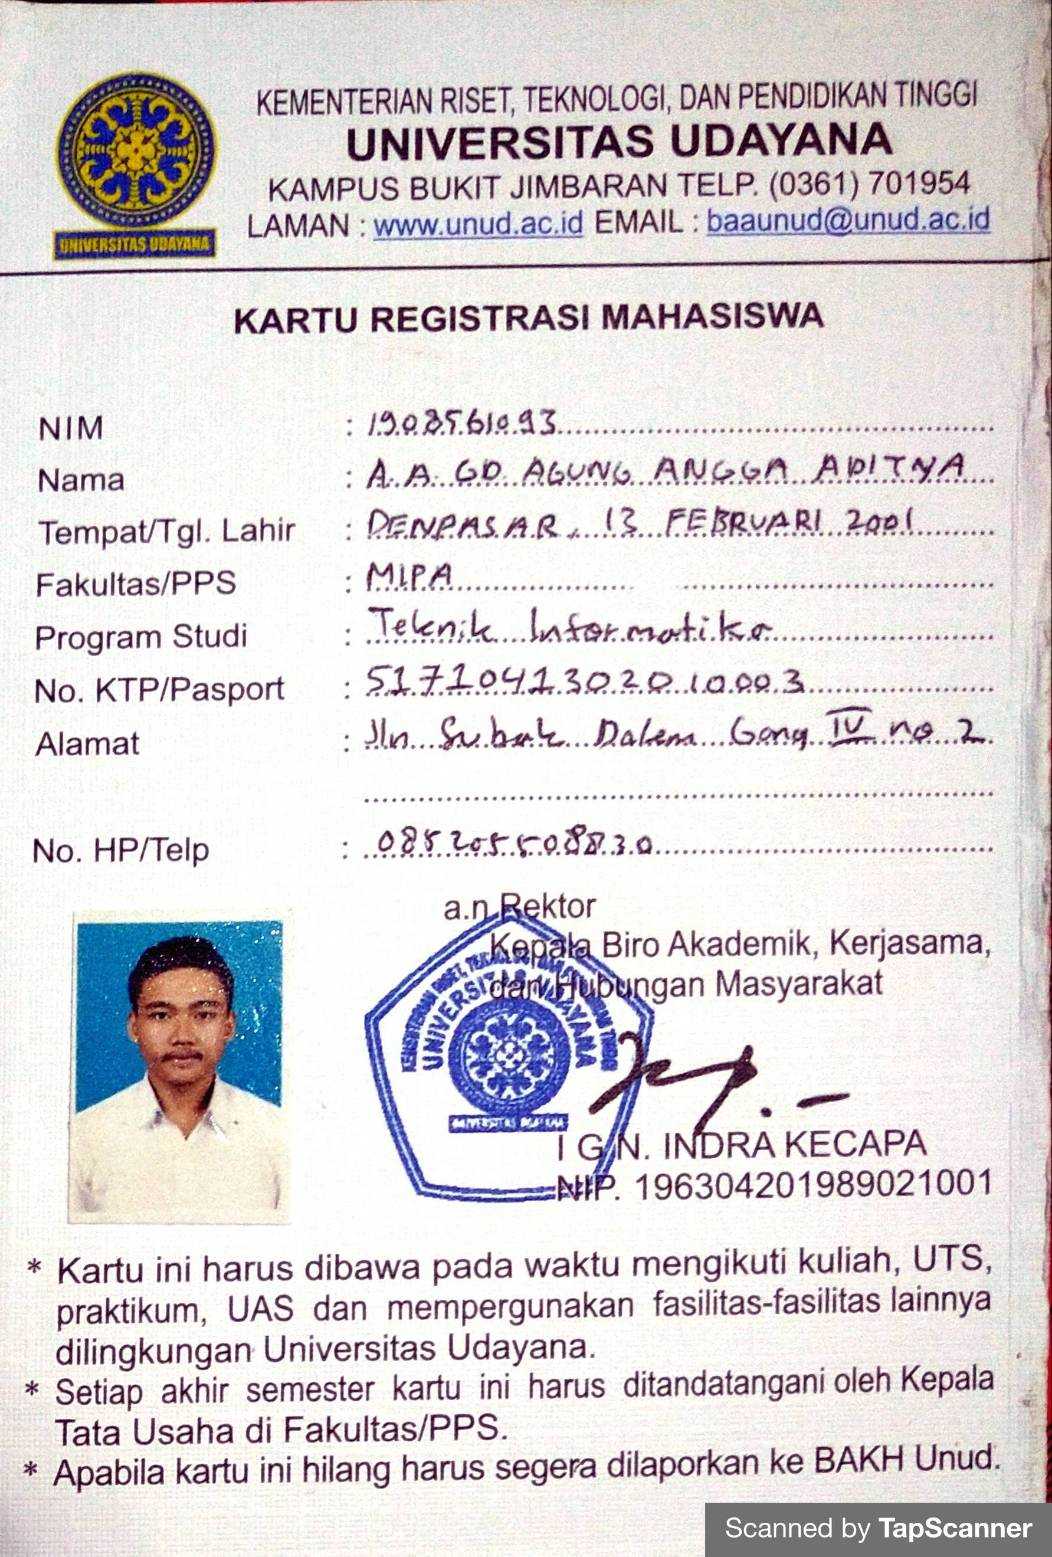 KEMENTERIAN RISET, TEKNOLOGI, DAN PENDIDIKAN TINGGI
UNIVERSITAS UDAYANA
KAMPUS BUKIT JIMBARAN TELP. (0361) 701954
LAMAN : www.unud.ac.id EMAIL : baaunud@unud.ac.id
UNIVERSITAS UDAYANA
KARTU REGISTRASI MAHASISWA
NIM : 1908561093
Nama : A. A. GD. AGUNG ANGGA ADITYA
Tempat/Tgl. Lahir : DENPASAR, 13 FEBRUARI 2001
Fakultas/PPS : MIPA
Program Studi : Teknik Informatika
No. KTP/Pasport : 5171041302010003
Alamat : Jln Subak Dalem Gang IV no 2
No. HP/Telp : 085205508830
a.n Rektor
Kepala Biro Akademik, Kerjasama,
dan Hubungan Masyarakat
UNIVERSITAS UDAYANA
UNIVERSITAS UDAYANA
I G N. INDRA KECAPA
NIP. 196304201989021001
* Kartu ini harus dibawa pada waktu mengikuti kuliah, UTS,
praktikum, UAS dan mempergunakan fasilitas-fasilitas lainnya
dilingkungan Universitas Udayana.
* Setiap akhir semester kartu ini harus ditandatangani oleh Kepala
Tata Usaha di Fakultas/PPS.
* Apabila kartu ini hilang harus segera dilaporkan ke BAKH Unud.
Scanned by TapScanner